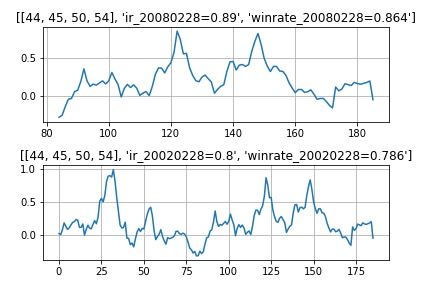 [[44, 45, 50, 54], 'ir_20080228=0.89', 'winrate_20080228=0.864']
0.5
0.0
80 100 120 140 160 180
[[44, 45, 50, 54], 'ir_20020228=0.8', 'winrate_20020228=0.786']
1.0
0.5
0.0
0 25 50 75 100 125 150 175